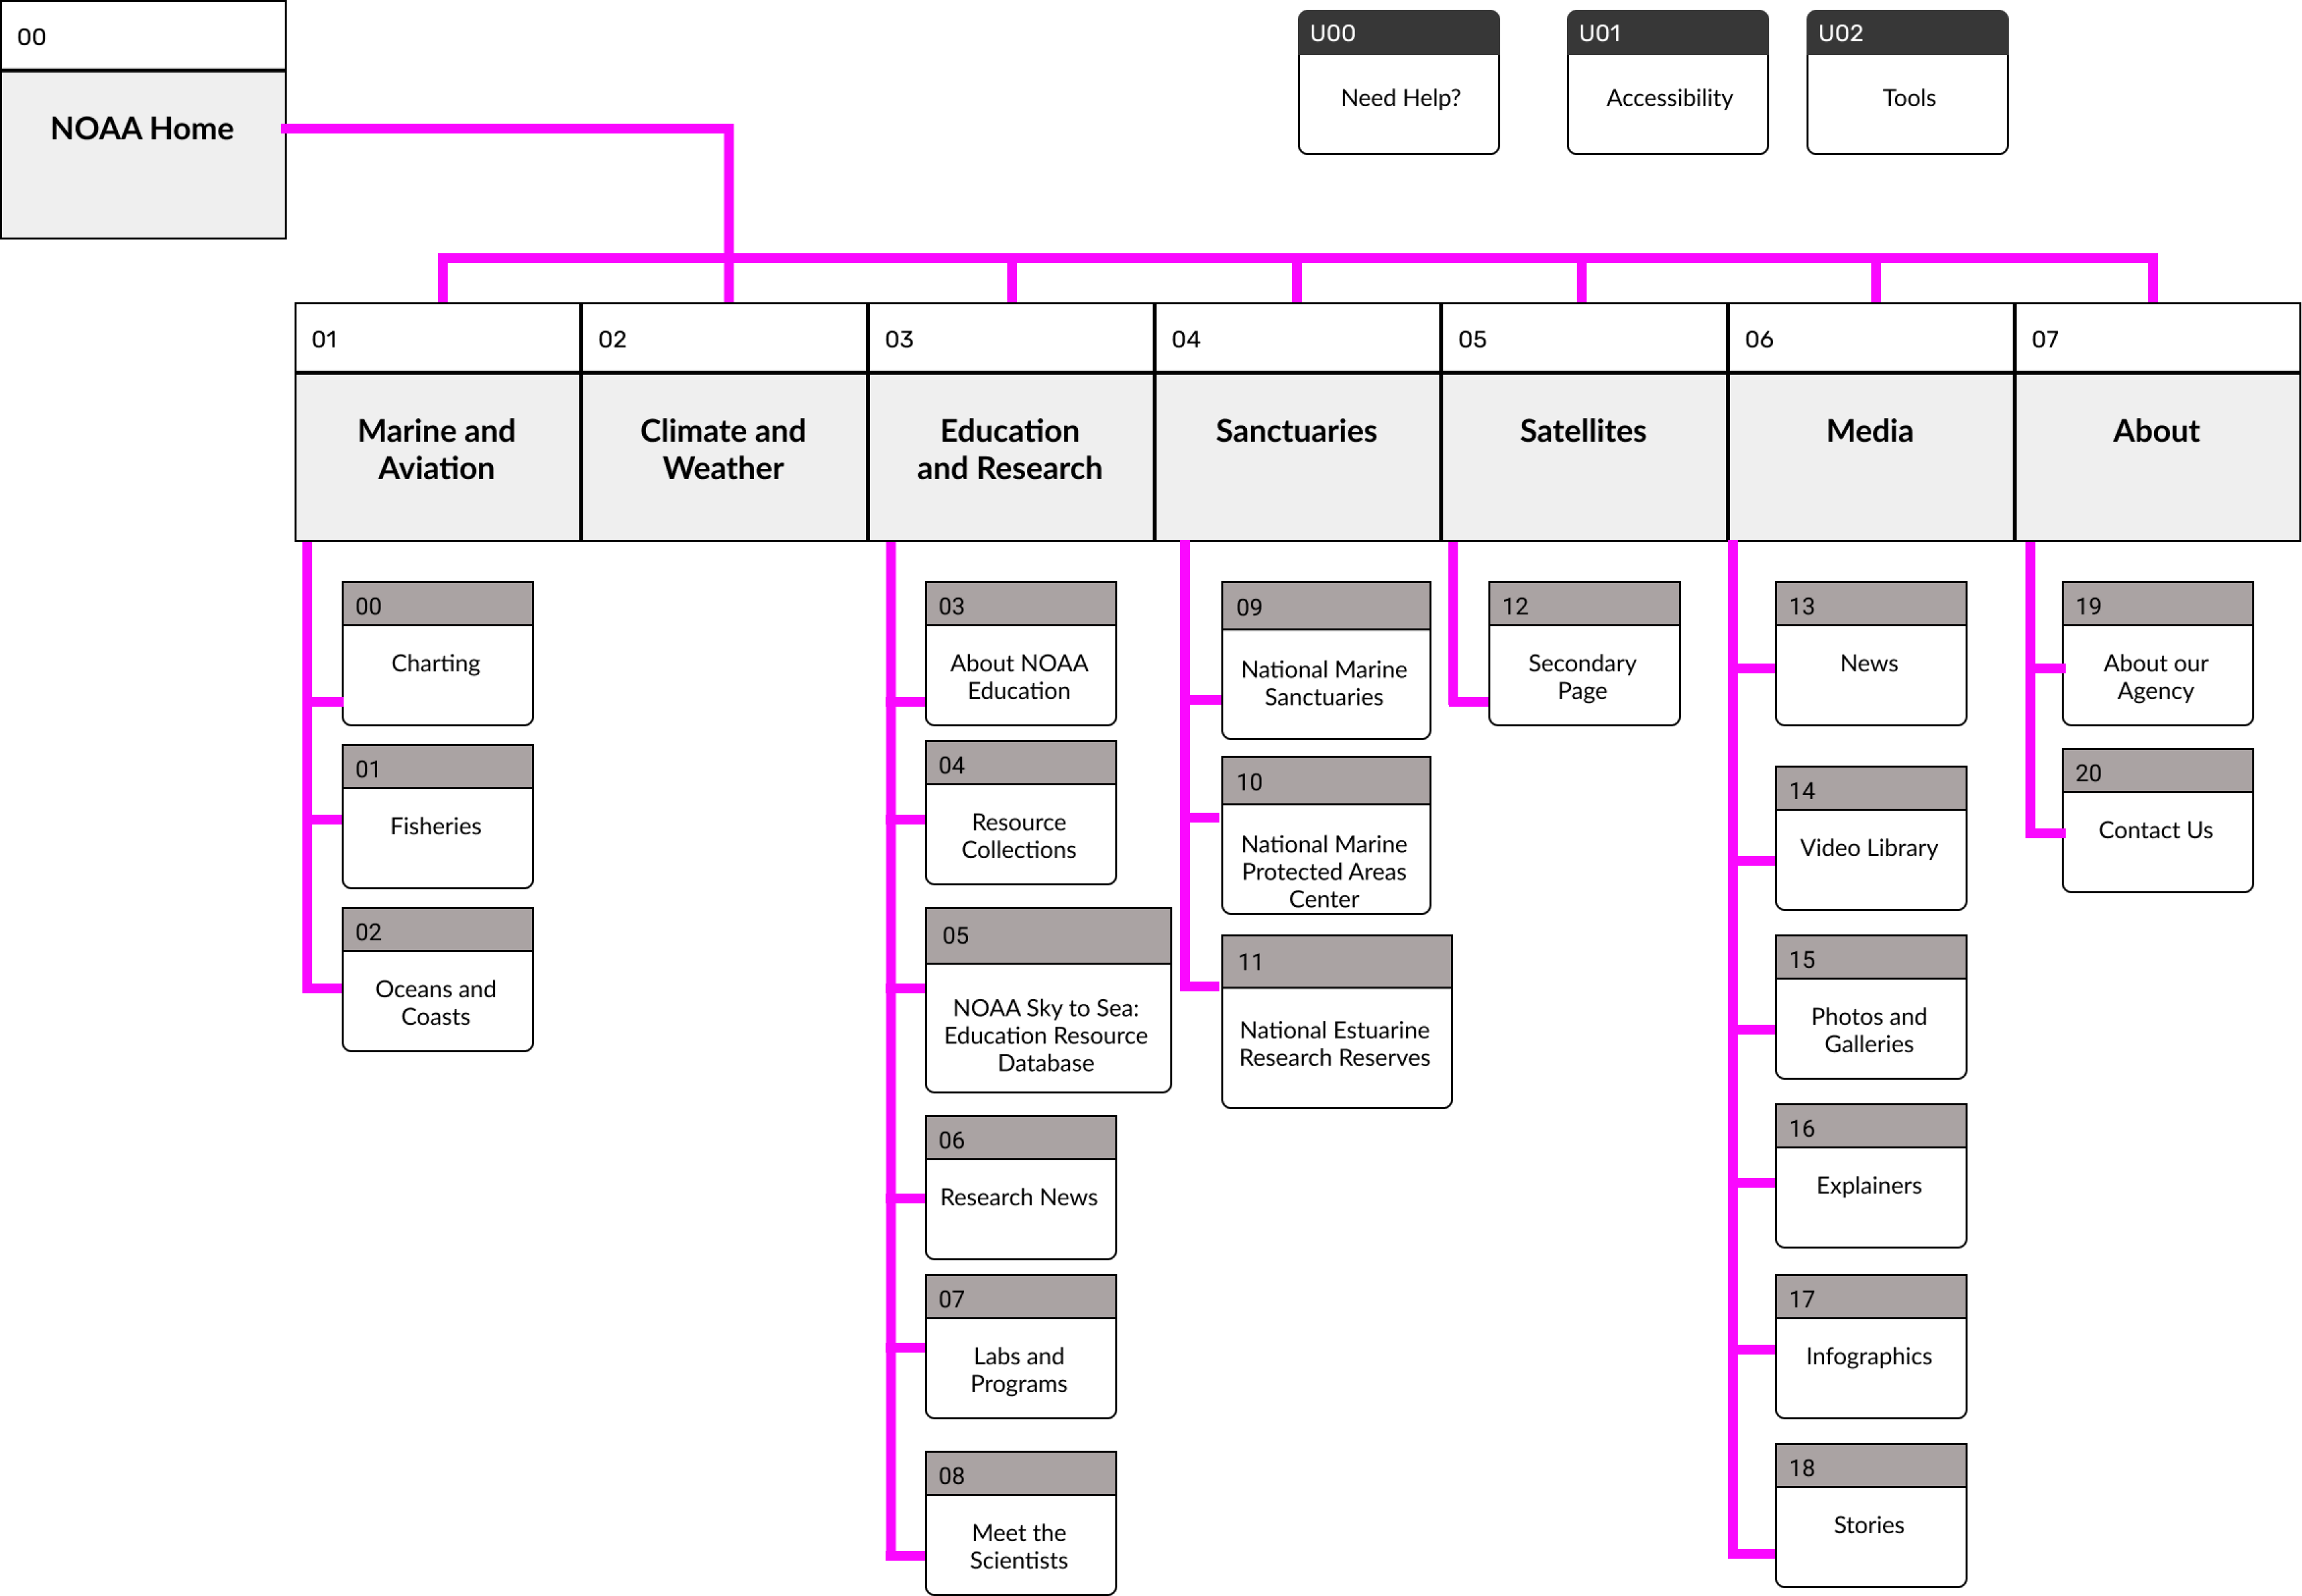 00
NOAA Home
U00
Need Help?
U01
Accessibility
U02
Tools
01
Marine and
Aviation
02
Climate and
Weather
03
Education
and Research
04
Sanctuaries
05
Satellites
06
Media
07
About
00
Charting
01
Fisheries
02
Oceans and
Coasts
03
About NOAA
Education
04
Resource
Collections
05
NOAA Sky to Sea:
Education Resource
Database
06
Research News
07
Labs and
Programs
08
Meet the
Scientists
09
National Marine
Sanctuaries
10
National Marine
Protected Areas
Center
11
National Estuarine
Research Reserves
12
Secondary
Page
13
News
14
Video Library
15
Photos and
Galleries
16
Explainers
17
Infographics
18
Stories
19
About our
Agency
20
Contact Us